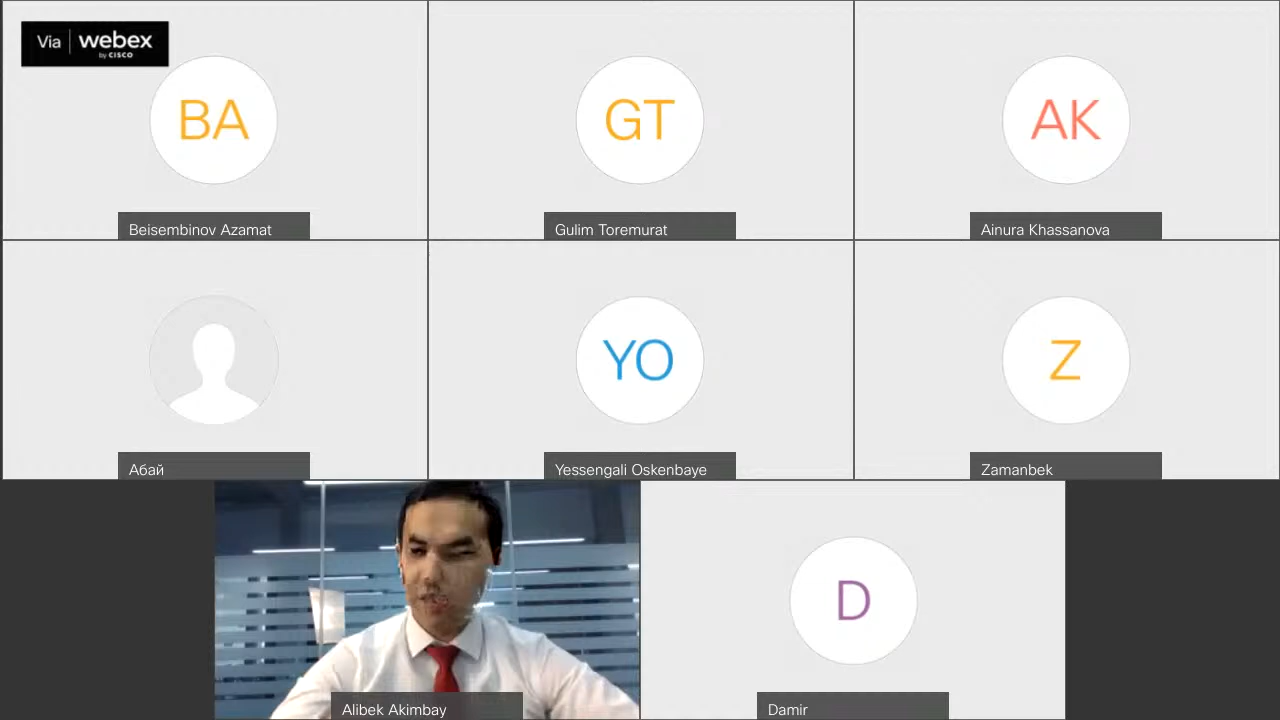 Via webex
by CISCO
BA
GT
AK
Beisembinov Azamat
Gulim Toremurat
Ainura Khassanova
YO
Z
Абай
Yessengali Oskenbaye
Zamanbek
D
Alibek Akimbay
Damir